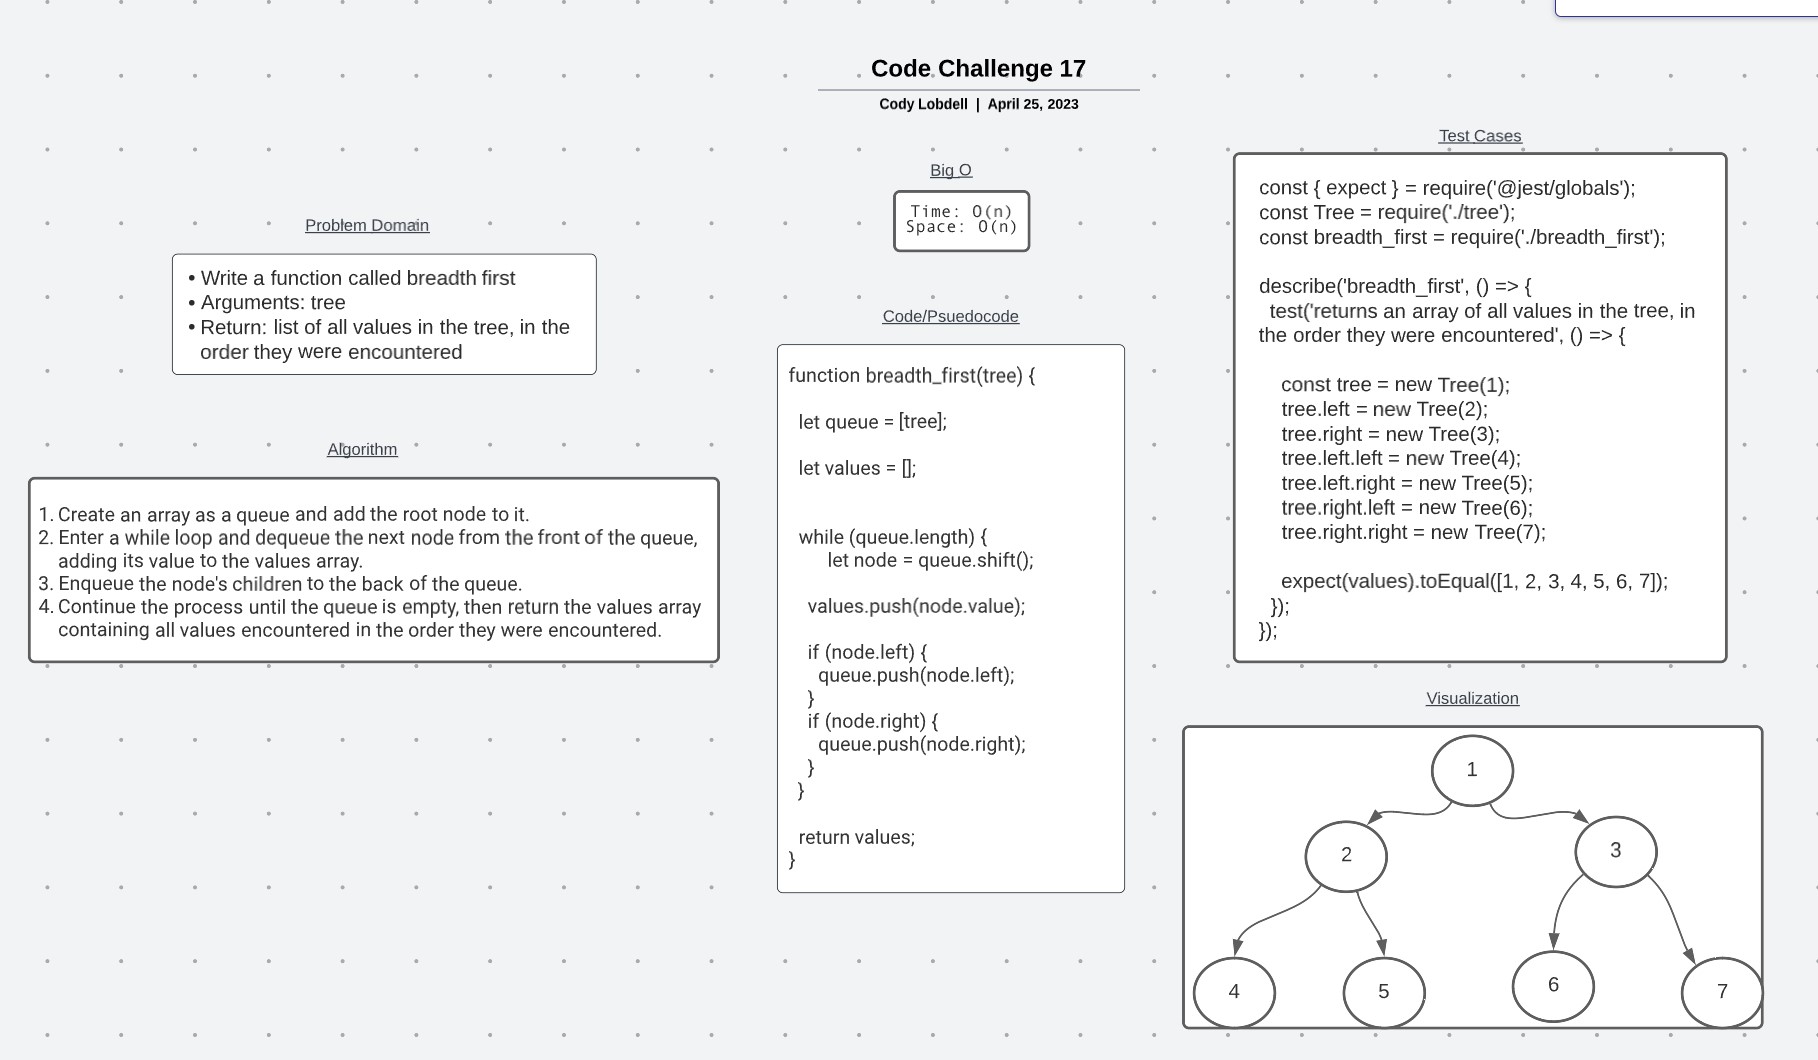 Code Challenge 17
Cody Lobdell | April 25, 2023
Problem Domain
• Write a function called breadth first
• Arguments: tree
• Return: list of all values in the tree, in the
order they were encountered
Algorithm
1. Create an array as a queue and add the root node to it.
2. Enter a while loop and dequeue the next node from the front of the queue,
adding its value to the values array.
3. Enqueue the node's children to the back of the queue.
4. Continue the process until the queue is empty, then return the values array
containing all values encountered in the order they were encountered.
Big O
Time: O(n)
Space: O(n)
Code/Psuedocode
function breadth_first(tree) {
let queue = [tree];
let values = [];
while (queue.length) {
let node = queue.shift();
values.push(node.value);
if (node.left) {
queue.push(node.left);
}
if (node.right) {
queue.push(node.right);
}
}
return values;
}
Test Cases
const { expect } = require('@jest/globals');
const Tree = require('./tree');
const breadth_first = require('./breadth_first');
describe('breadth_first', () => {
test('returns an array of all values in the tree, in
the order they were encountered', () => {
const tree = new Tree(1);
tree.left = new Tree(2);
tree.right = new Tree(3);
tree.left.left = new Tree(4);
tree.left.right = new Tree(5);
tree.right.left = new Tree(6);
tree.right.right = new Tree(7);
expect(values).toEqual([1, 2, 3, 4, 5, 6, 7]);
});
});
Visualization
1
2
3
4
5
6
7